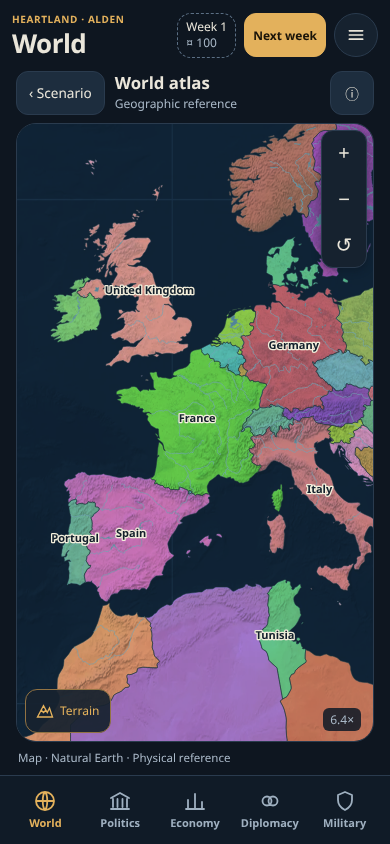 HEARTLAND · ALDEN
World
Week 1
¤ 100
Next week
‹ Scenario
World atlas
Geographic reference
United Kingdom
Germany
France
Italy
Portugal
Spain
Tunisia
Terrain
6.4×
Map · Natural Earth · Physical reference
World
Politics
Economy
Diplomacy
Military